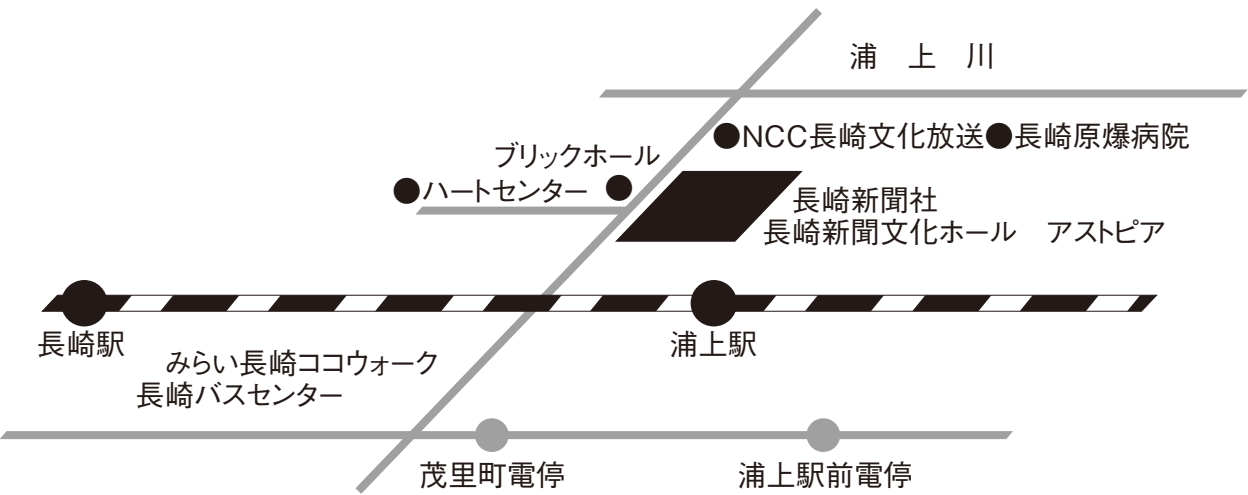 浦　上　川
●NCC長崎文化放送●長崎原爆病院
ブリックホール
●ハートセンター
長崎新聞社
長崎新聞文化ホール　アストピア
長崎駅
浦上駅
みらい長崎ココウォーク
長崎バスセンター
茂里町電停
浦上駅前電停